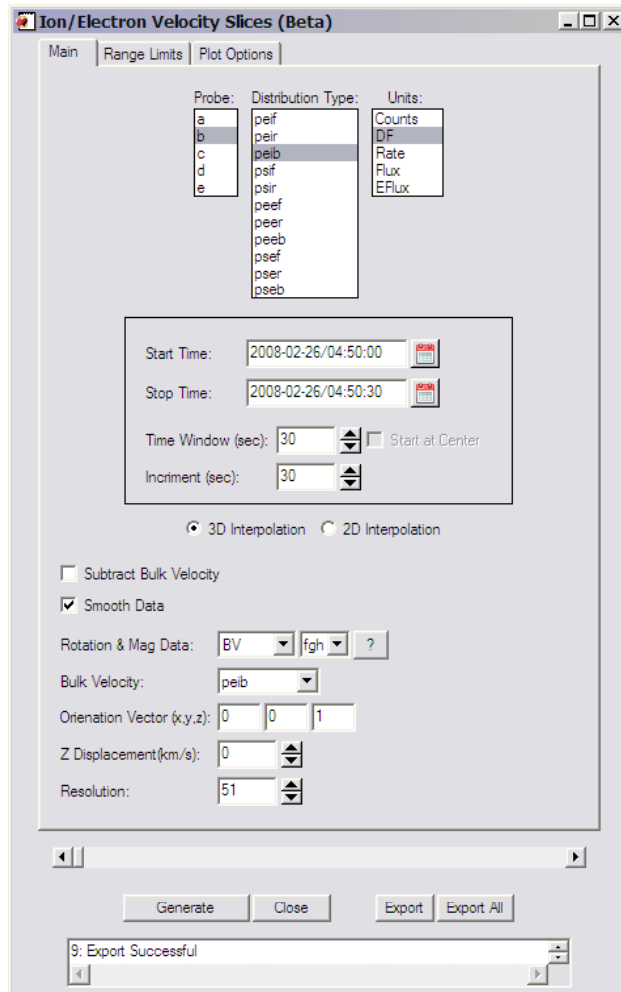 Ion/Electron Velocity Slices (Beta)
Main Range Limits Plot Options
Probe: Distribution Type: Units:
a peif Counts
b peir DF
c peib Rate
d psif Flux
e psir EFlux
peef
peer
peeb
psef
pser
pseb
Start Time: 2008-02-26/04:50:00
Stop Time: 2008-02-26/04:50:30
Time Window (sec): 30 Start at Center
Incriment (sec): 30
3D Interpolation 2D Interpolation
Subtract Bulk Velocity
Smooth Data
Rotation & Mag Data: BV fgh ?
Bulk Velocity: peib
Orienation Vector (x,y,z): 0 0 1
Z Displacement(km/s): 0
Resolution: 51
Generate Close Export Export All
9: Export Successful